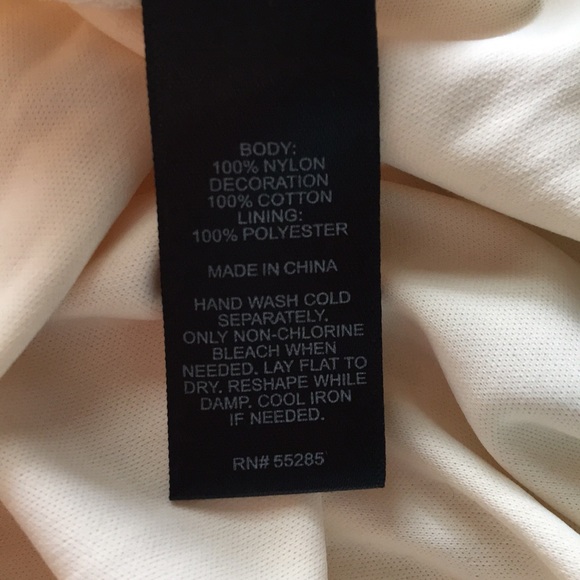 BODY:
100% NYLON
DECORATION
100% COTTON
LINING:
100% POLYESTER
MADE IN CHINA
HAND WASH COLD
SEPARATELY.
ONLY NON-CHLORINE
BLEACH WHEN
NEEDED. LAY FLAT TO
DRY. RESHAPE WHILE
DAMP. COOL IRON
IF NEEDED.
RN# 55285